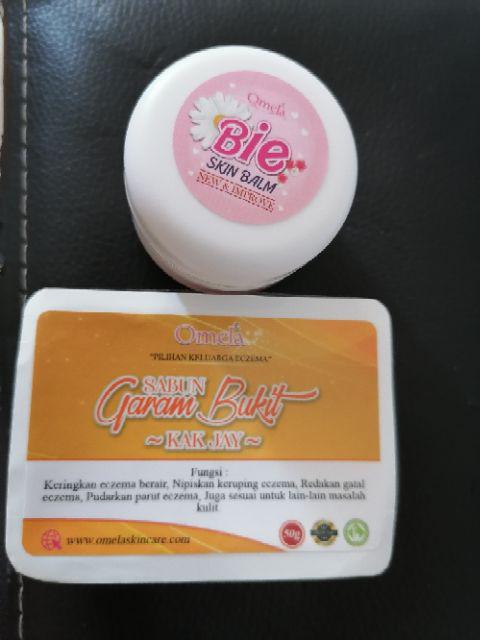 Omela
Bie
SKIN BALM
NEW & IMPROVE
Omela
"PILIHAN KELUARGA ECZEMA"
SABUN
Garam Bukit
~ KAK JAY ~
Fungsi :
Keringkan eczema berair, Nipiskan keruping eczema, Redakan gatal
eczema, Pudarkan parut eczema, Juga sesuai untuk lain-lain masalah
kulit
www.omelaskincare.com
50g